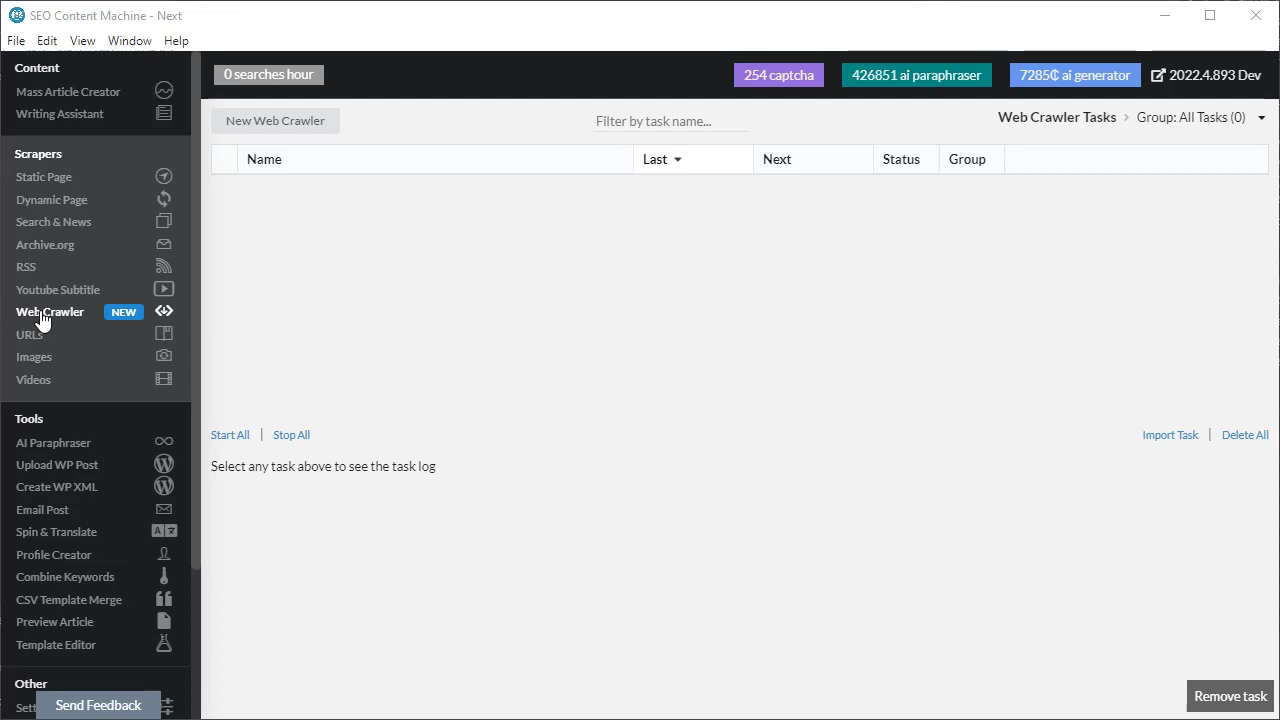 SEO Content Machine - Next
File Edit View Window Help
Content
Mass Article Creator
Writing Assistant
Scrapers
Static Page
Dynamic Page
Search & News
Archive.org
RSS
Youtube Subtitle
Web Crawler NEW
URLs
Images
Videos
Tools
AI Paraphraser
Upload WP Post
Create WP XML
Email Post
Spin & Translate
Profile Creator
Combine Keywords
CSV Template Merge
Preview Article
Template Editor
Other
Send Feedback
0 searches hour 254 captcha 426851 ai paraphraser 7285₵ ai generator 2022.4.893 Dev
New Web Crawler Filter by task name... Web Crawler Tasks > Group: All Tasks (0)
Name Last Next Status Group
Start All | Stop All Import Task | Delete All
Select any task above to see the task log
Remove task